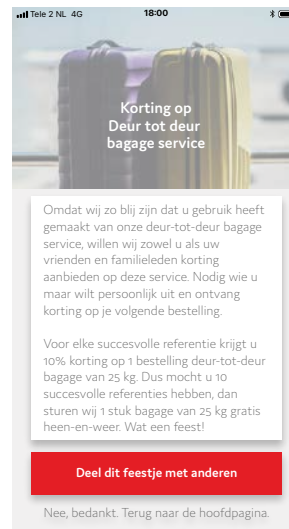 Tele 2 NL 4G 18:00
Korting op
Deur tot deur
bagage service
Omdat wij zo blij zijn dat u gebruik heeft
gemaakt van onze deur-tot-deur bagage
service, willen wij zowel u als uw
vrienden en familieleden korting
aanbieden op deze service. Nodig wie u
maar wilt persoonlijk uit en ontvang
korting op je volgende bestelling.
Voor elke succesvolle referentie krijgt u
10% korting op 1 bestelling deur-tot-deur
bagage van 25 kg. Dus mocht u 10
succesvolle referenties hebben, dan
sturen wij 1 stuk bagage van 25 kg gratis
heen-en-weer. Wat een feest!
Deel dit feestje met anderen
Nee, bedankt. Terug naar de hoofdpagina.